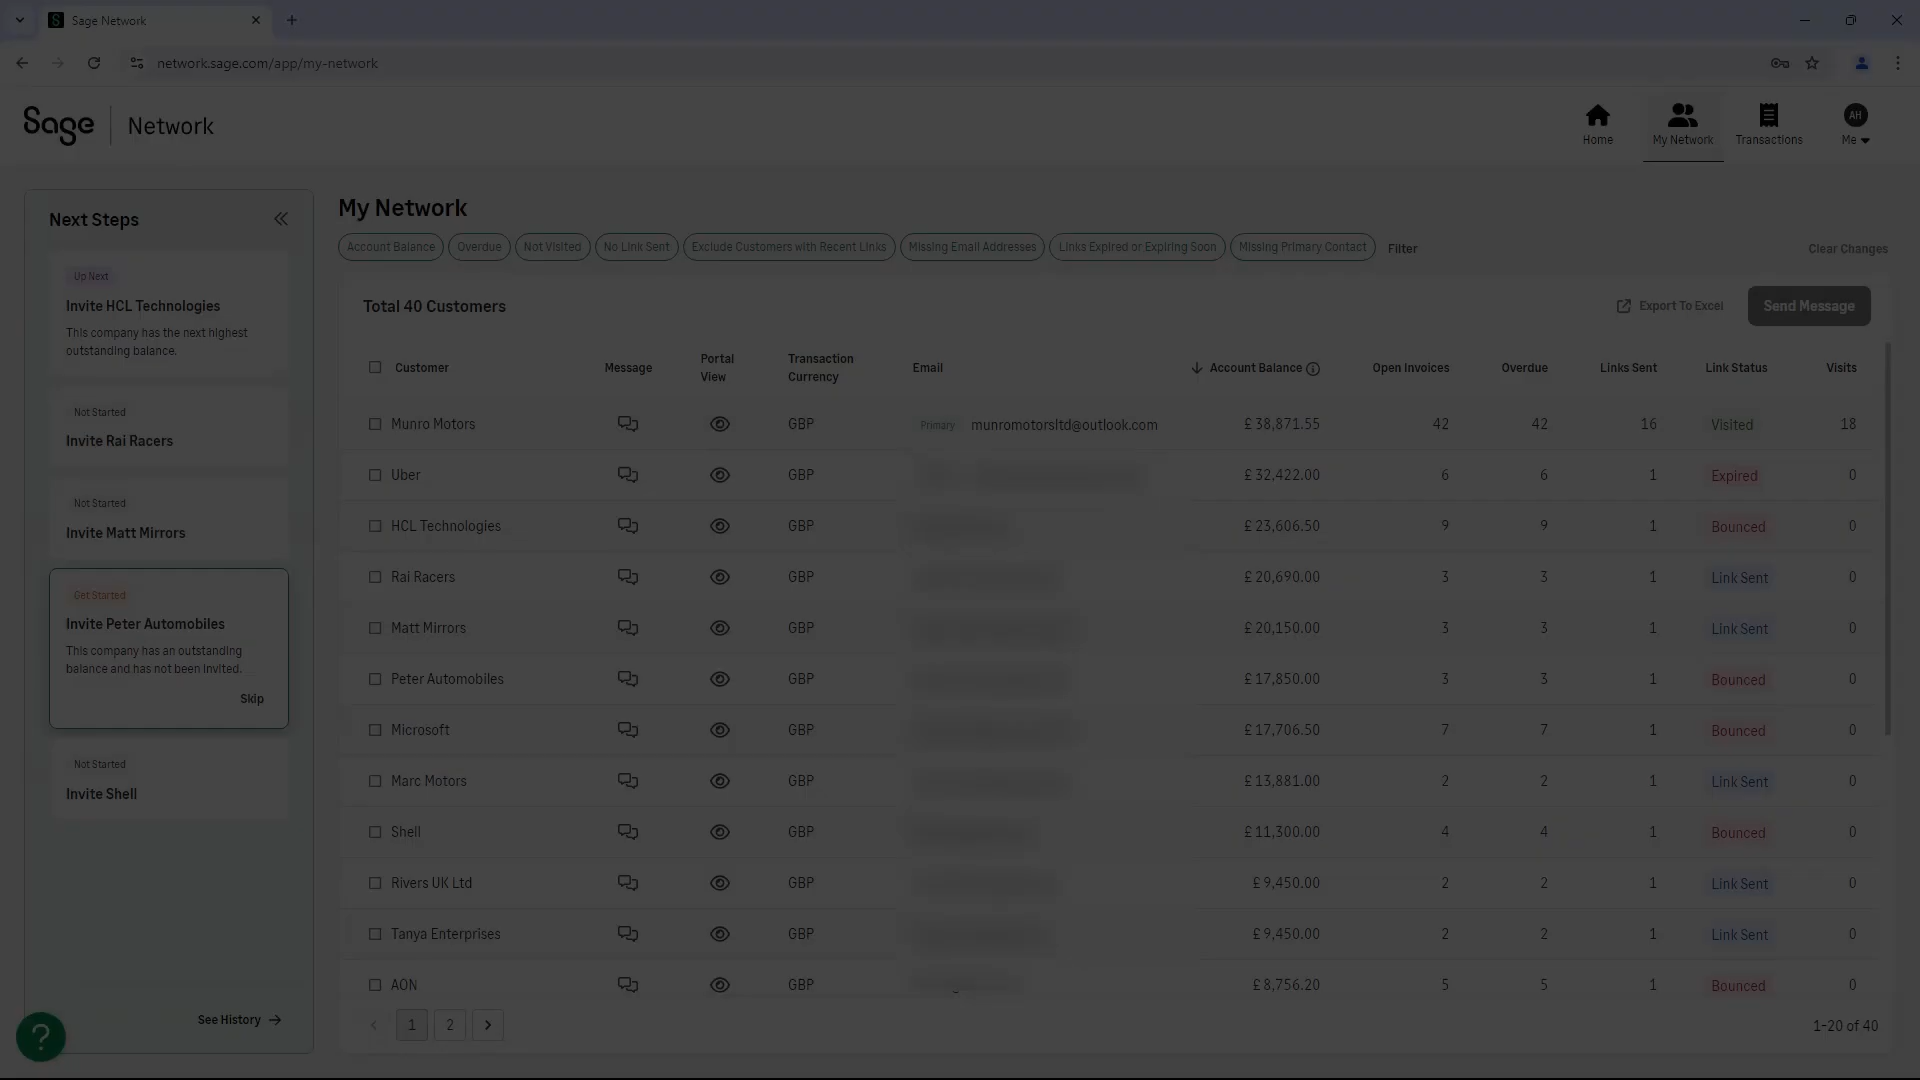 Sage Network
network.sage.com/app/my-network
Sage Network
Home
My Network
Transactions
AH
Me
Next Steps
Up Next
Invite HCL Technologies
This company has the next highest
outstanding balance.
Not Started
Invite Rai Racers
Not Started
Invite Matt Mirrors
Get Started
Invite Peter Automobiles
This company has an outstanding
balance and has not been invited.
Skip
Not Started
Invite Shell
See History
?
My Network
Account Balance Overdue Not Visited No Link Sent Exclude Customers with Recent Links Missing Email Addresses Links Expired or Expiring Soon Missing Primary Contact Filter Clear Changes
Total 40 Customers Export To Excel Send Message
Customer Message Portal View Transaction Currency Email Account Balance Open Invoices Overdue Links Sent Link Status Visits
Munro Motors GBP Primary munromotorsltd@outlook.com £ 38,871.55 42 42 16 Visited 18
Uber GBP £ 32,422.00 6 6 1 Expired 0
HCL Technologies GBP £ 23,606.50 9 9 1 Bounced 0
Rai Racers GBP £ 20,690.00 3 3 1 Link Sent 0
Matt Mirrors GBP £ 20,150.00 3 3 1 Link Sent 0
Peter Automobiles GBP £ 17,850.00 3 3 1 Bounced 0
Microsoft GBP £ 17,706.50 7 7 1 Bounced 0
Marc Motors GBP £ 13,881.00 2 2 1 Link Sent 0
Shell GBP £ 11,300.00 4 4 1 Bounced 0
Rivers UK Ltd GBP £ 9,450.00 2 2 1 Link Sent 0
Tanya Enterprises GBP £ 9,450.00 2 2 1 Link Sent 0
AON GBP £ 8,756.20 5 5 1 Bounced 0
1 2 1-20 of 40